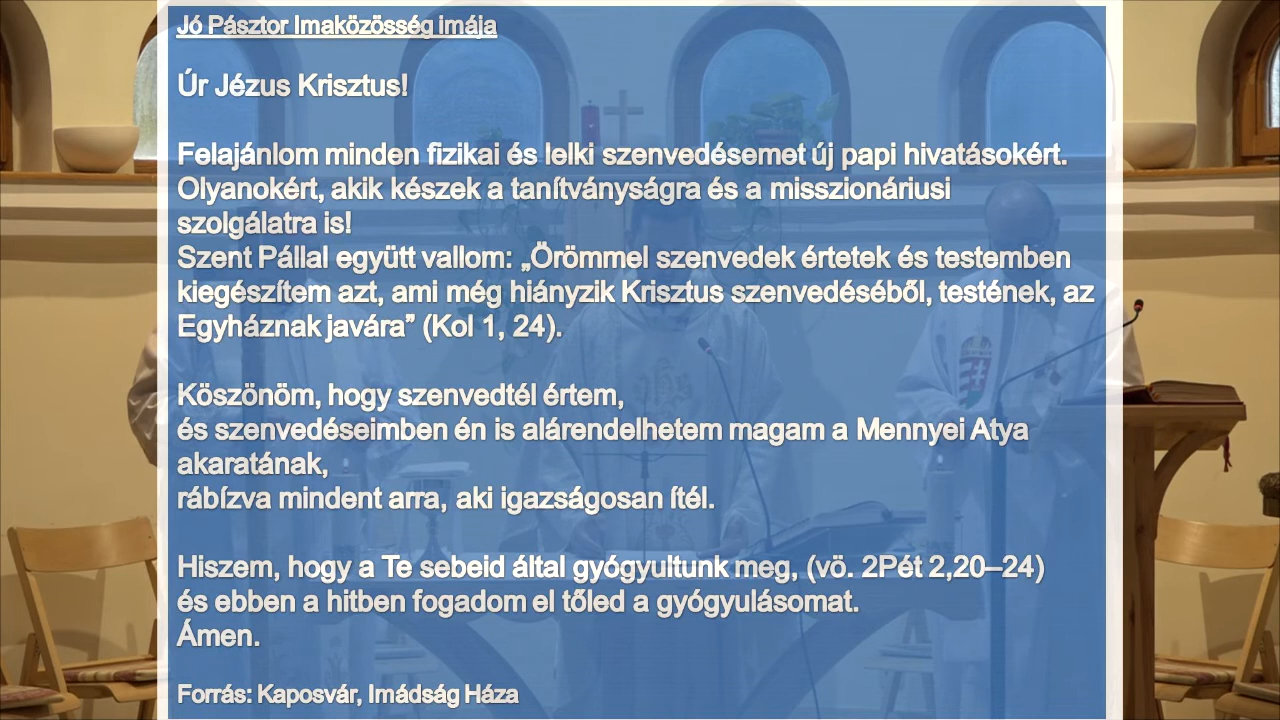 Jó Pásztor Imaközösség imája
Úr Jézus Krisztus!
Felajánlom minden fizikai és lelki szenvedésemet új papi hivatásokért.
Olyanokért, akik készek a tanítványságra és a misszionáriusi
szolgálatra is!
Szent Pállal együtt vallom: „Örömmel szenvedek értetek és testemben
kiegészítem azt, ami még hiányzik Krisztus szenvedéséből, testének, az
Egyháznak javára” (Kol 1, 24).
Köszönöm, hogy szenvedtél értem,
és szenvedéseimben én is alárendelhetem magam a Mennyei Atya
akaratának,
rábízva mindent arra, aki igazságosan ítél.
Hiszem, hogy a Te sebeid által gyógyultunk meg, (vö. 2Pét 2,20–24)
és ebben a hitben fogadom el tőled a gyógyulásomat.
Ámen.
Forrás: Kaposvár, Imádság Háza